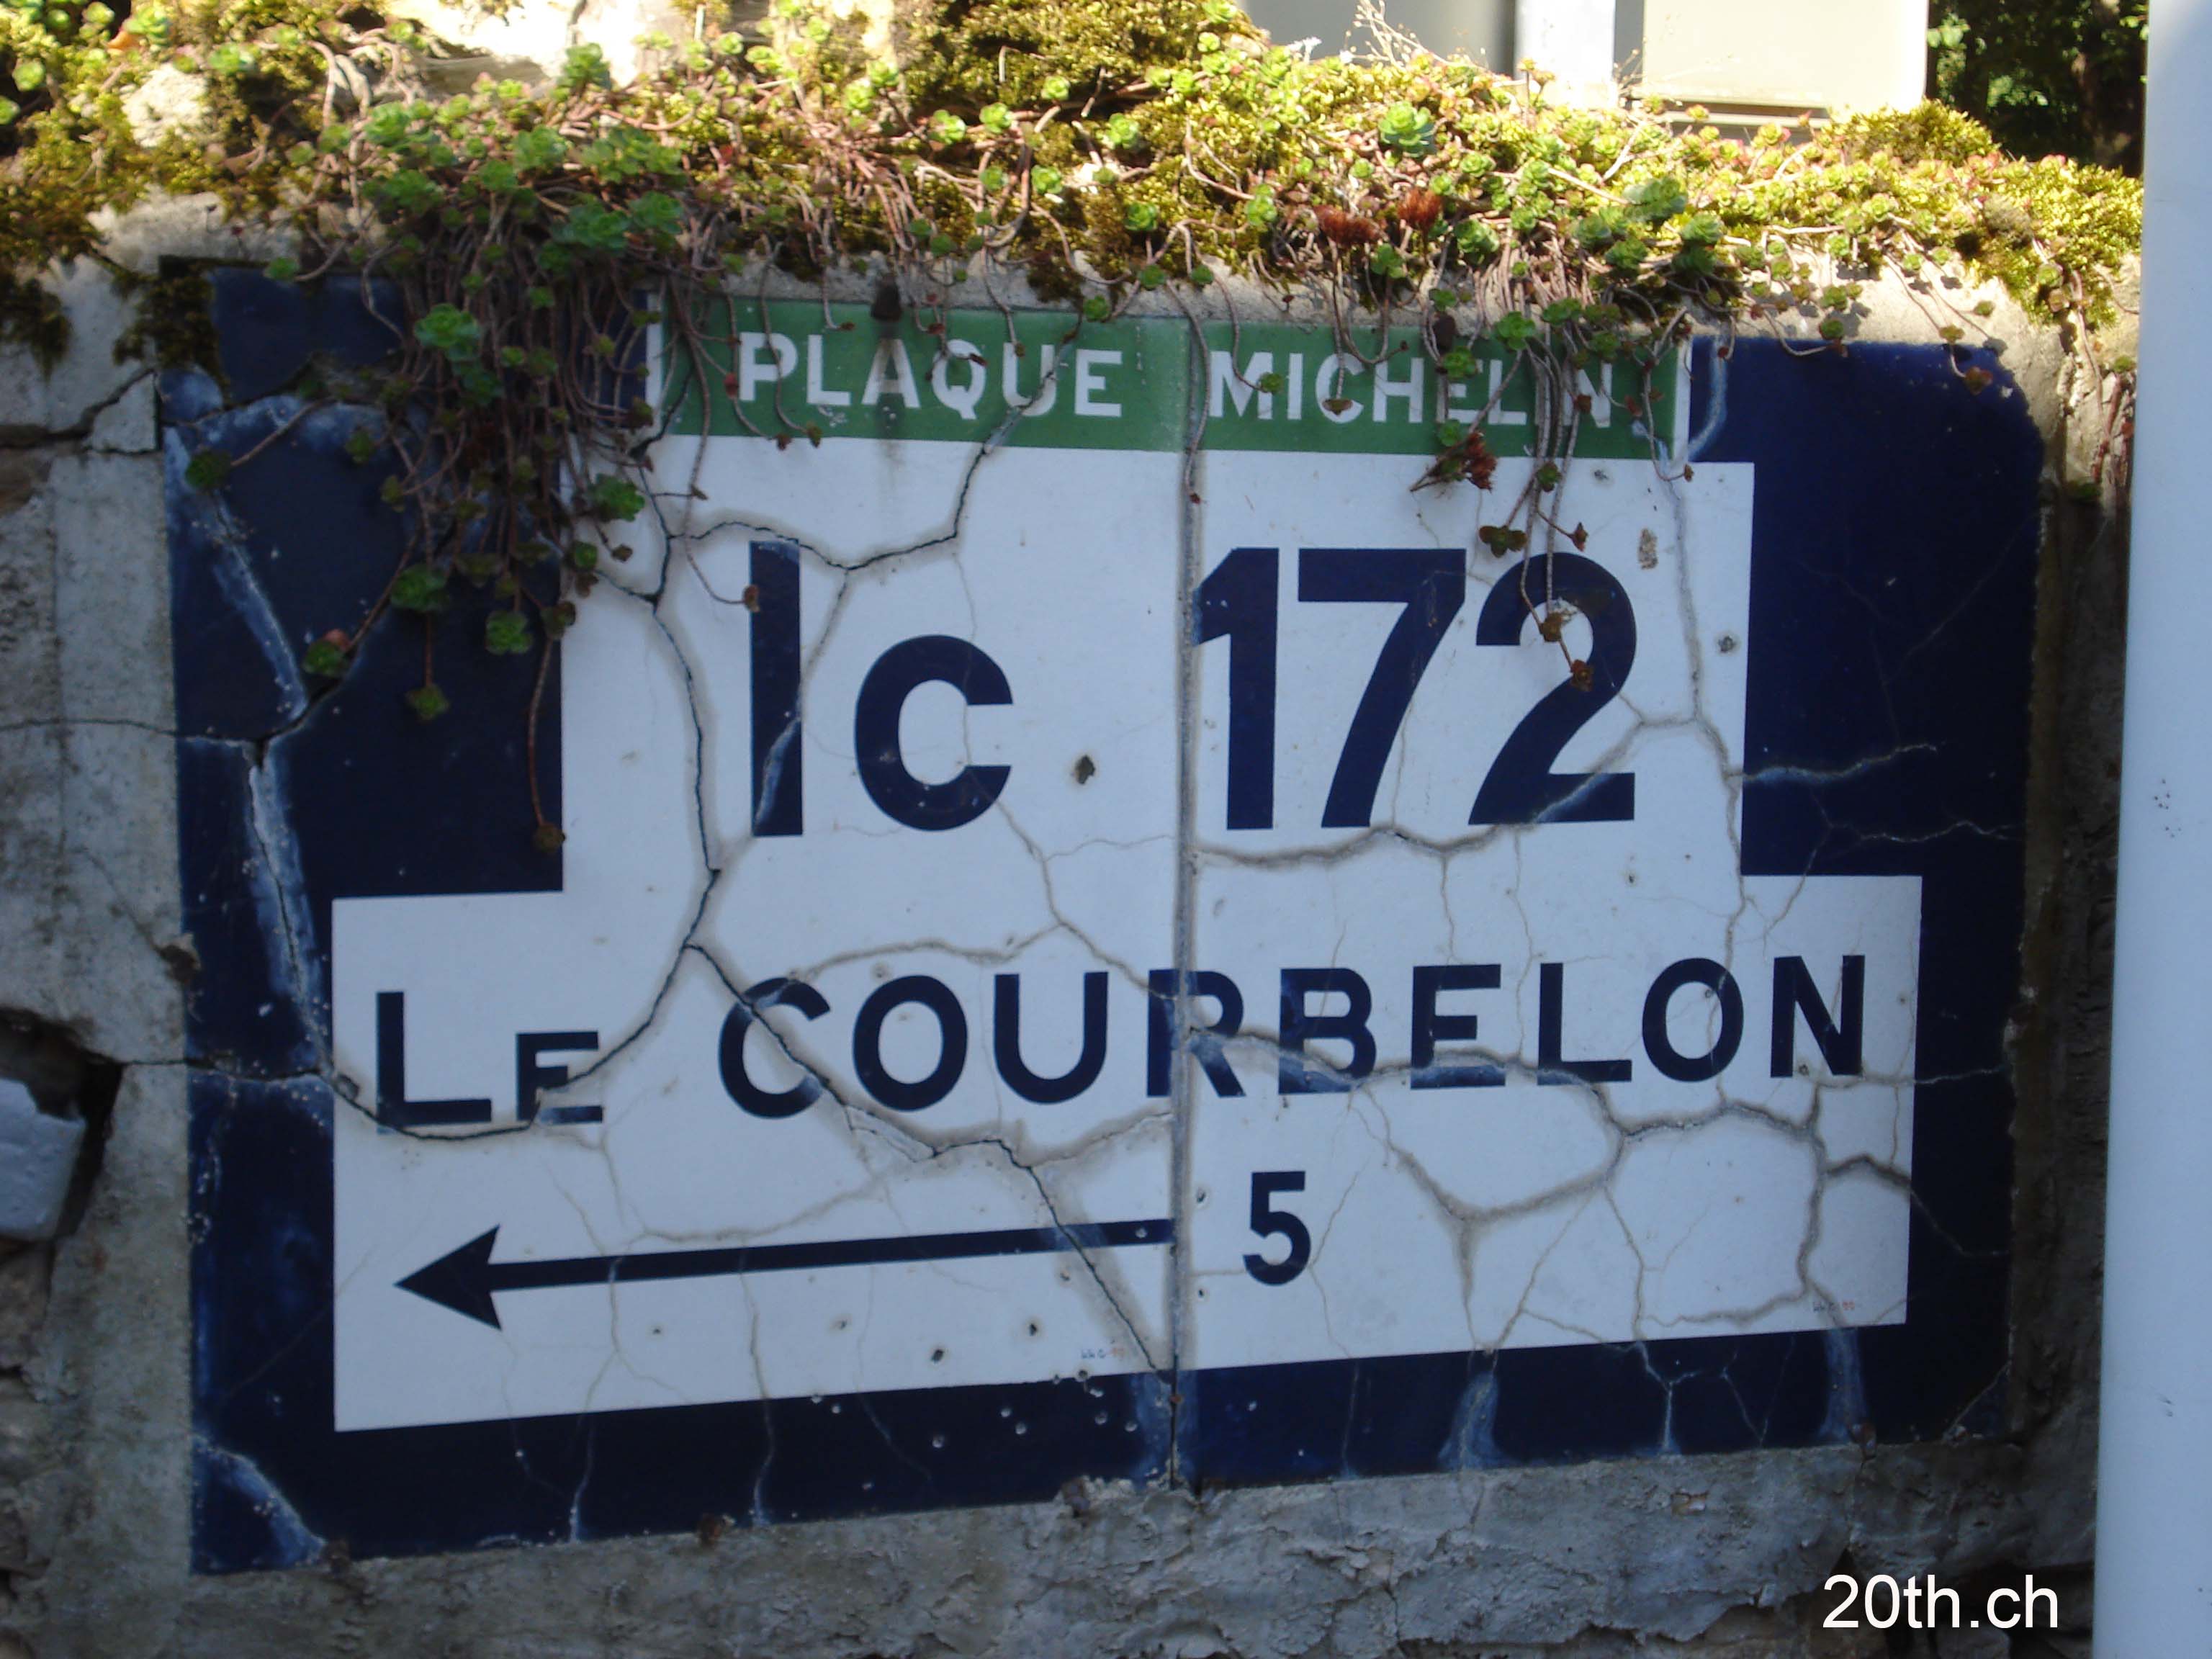 PLAQUE MICHELIN
Ic 172
LE COURBELON
5
20th.ch